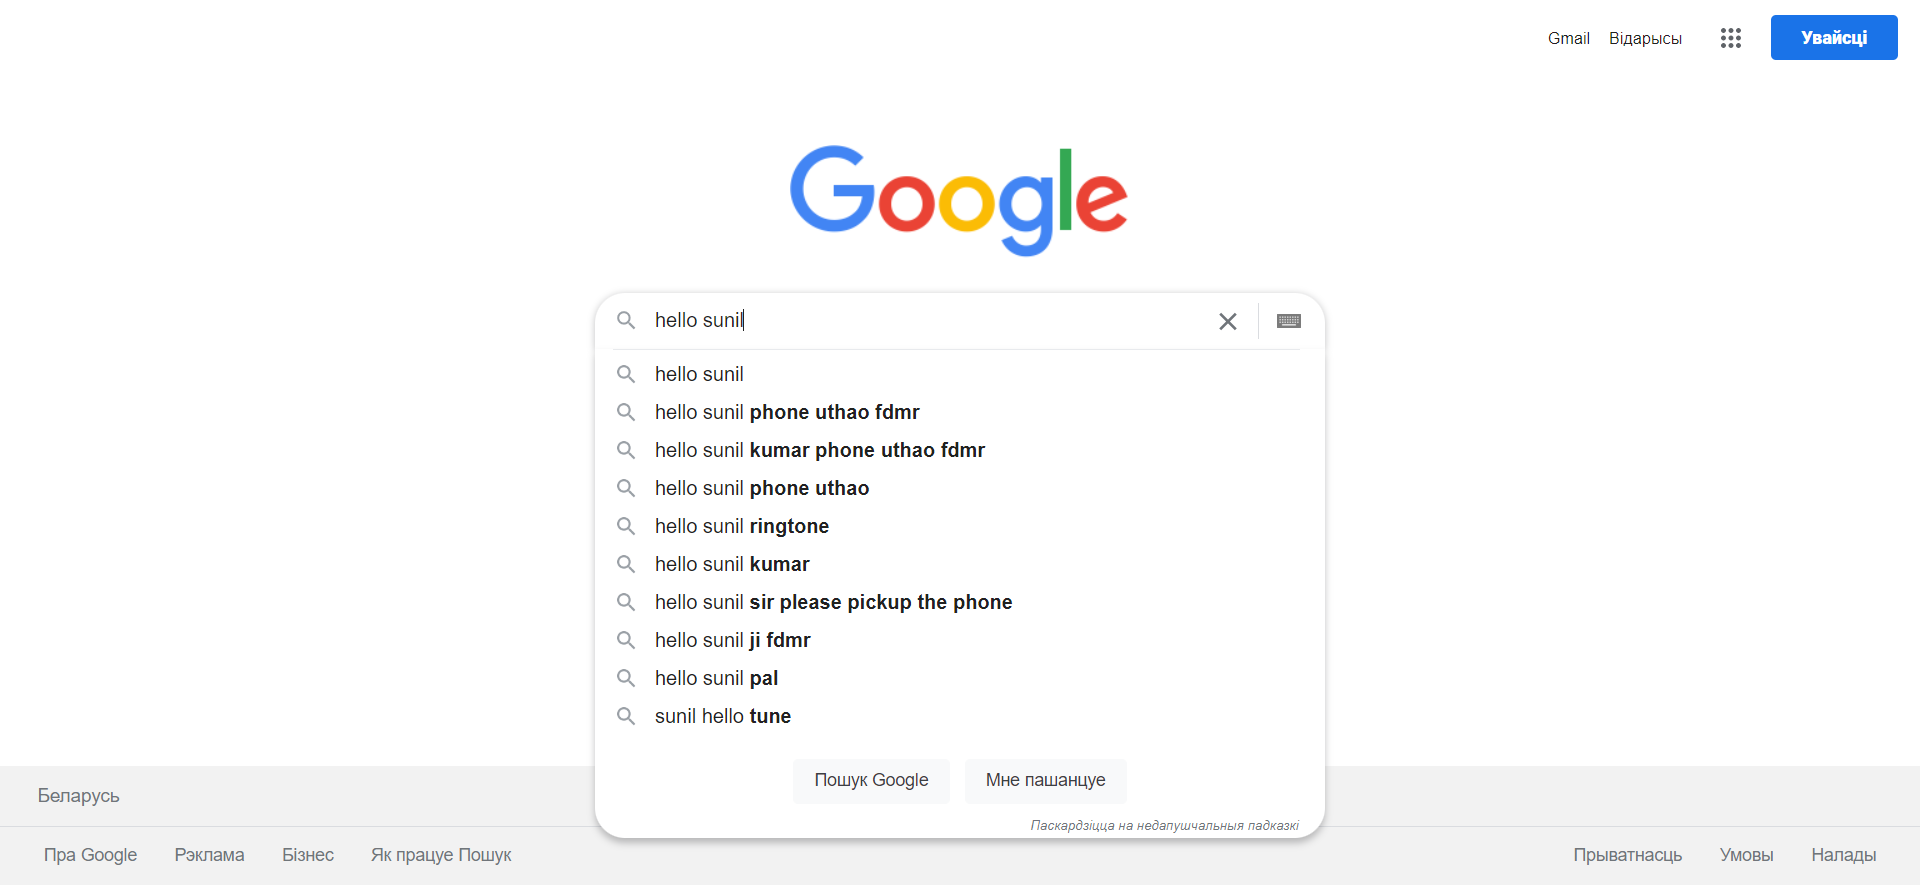 Gmail Відарысы Увайсці
Google
hello sunil
hello sunil
hello sunil phone uthao fdmr
hello sunil kumar phone uthao fdmr
hello sunil phone uthao
hello sunil ringtone
hello sunil kumar
hello sunil sir please pickup the phone
hello sunil ji fdmr
hello sunil pal
sunil hello tune
Пошук Google Мне пашанцуе
Паскардзіцца на недапушчальныя падказкі
Беларусь
Пра Google Рэклама Бізнес Як працуе Пошук Прыватнасць Умовы Налады